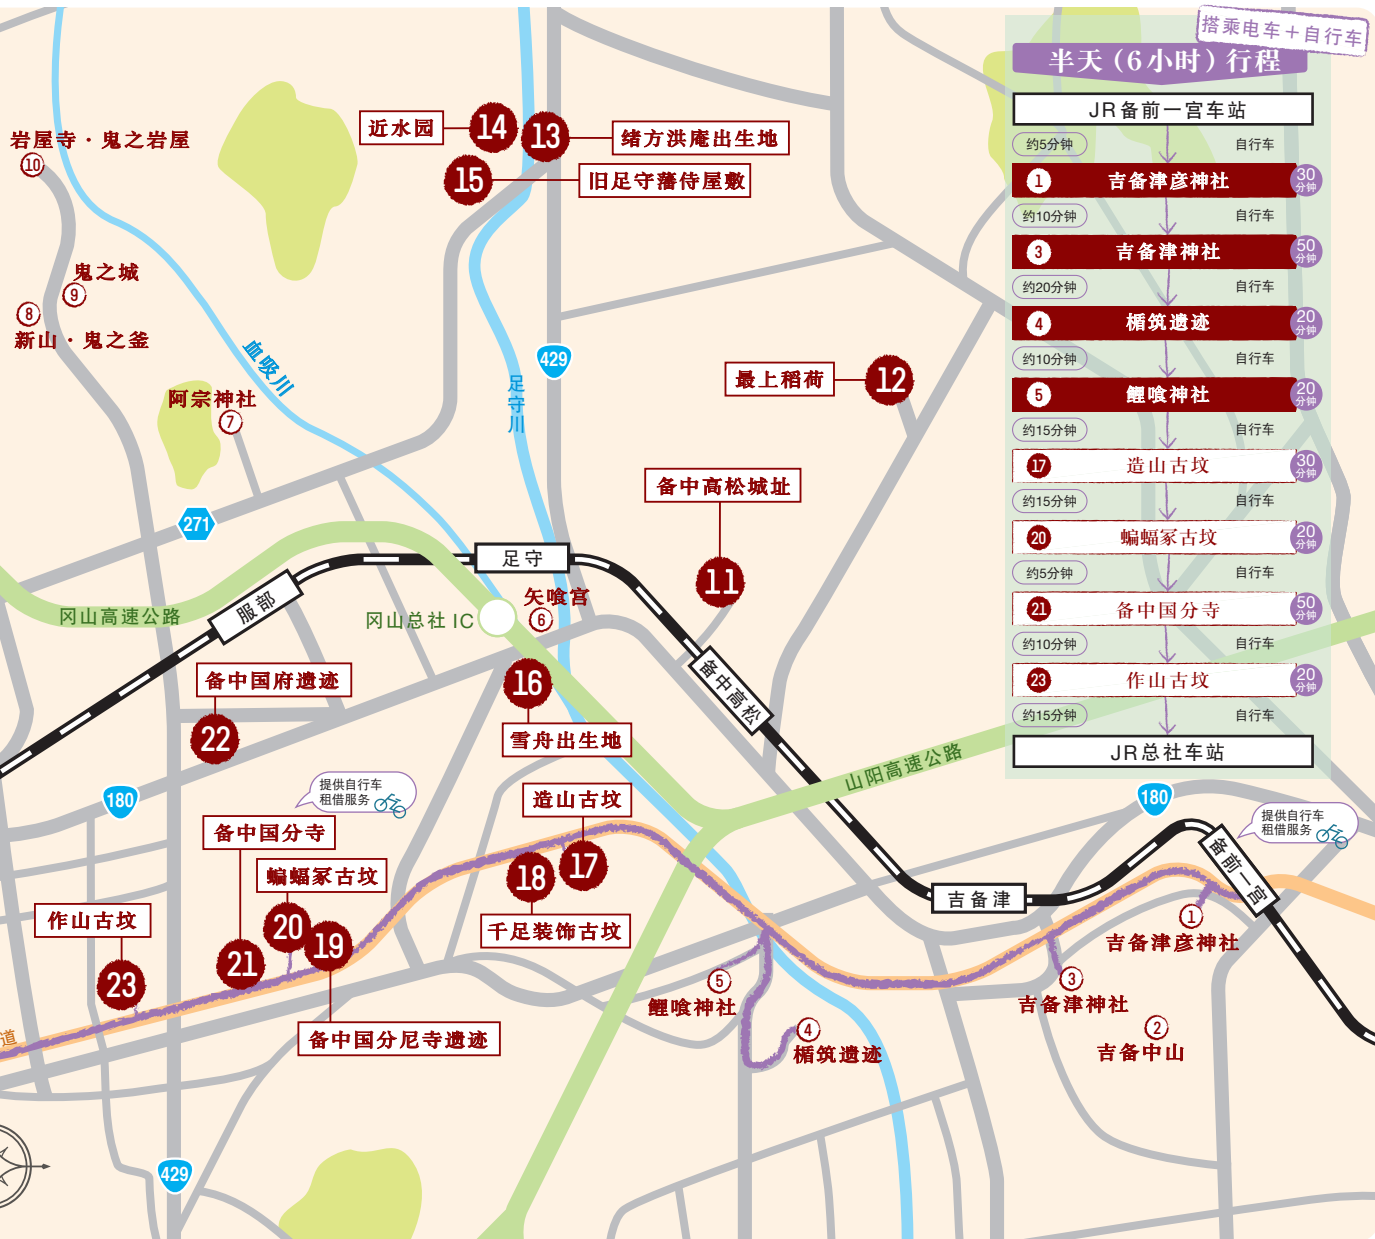 搭乘电车＋自行车
半天（6小时）行程
JR备前一宫车站
约5分钟
自行车
1
吉备津彦神社
30分钟
约10分钟
自行车
3
吉备津神社
50分钟
约20分钟
自行车
4
楯筑遗迹
20分钟
约10分钟
自行车
5
鲤喰神社
20分钟
约15分钟
自行车
17
造山古坟
30分钟
约15分钟
自行车
20
蝙蝠冢古坟
20分钟
约5分钟
自行车
21
备中国分寺
50分钟
约10分钟
自行车
23
作山古坟
20分钟
约15分钟
自行车
JR总社车站
近水园
14
13
绪方洪庵出生地
15
旧足守藩侍屋敷
岩屋寺・鬼之岩屋
10
鬼之城
9
8
新山・鬼之釜
血吸川
阿宗神社
7
429
足守川
最上稻荷
12
备中高松城址
11
271
足守
冈山高速公路
服部
冈山总社 IC
矢喰宫
6
备中高松
备中国府遗迹
22
16
雪舟出生地
山阳高速公路
180
提供自行车
租借服务
造山古坟
17
18
千足装饰古坟
备中国分寺
21
蝙蝠冢古坟
20
19
备中国分尼寺遗迹
作山古坟
23
道
429
180
提供自行车
租借服务
备前一宫
吉备津
1
吉备津彦神社
3
吉备津神社
2
吉备中山
5
鲤喰神社
4
楯筑遗迹